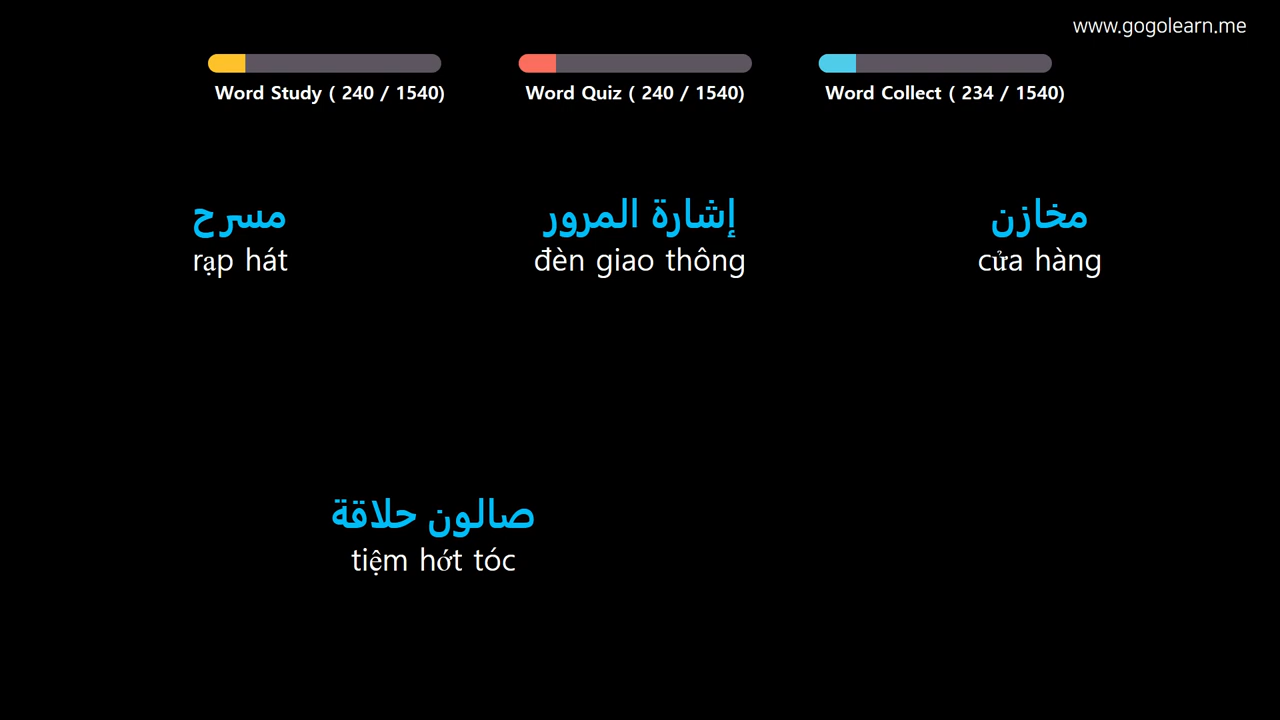 www.gogolearn.me
Word Study ( 240 / 1540)
Word Quiz ( 240 / 1540)
Word Collect ( 234 / 1540)
مسرح
rạp hát
إشارة المرور
đèn giao thông
مخازن
cửa hàng
صالون حلاقة
tiệm hớt tóc